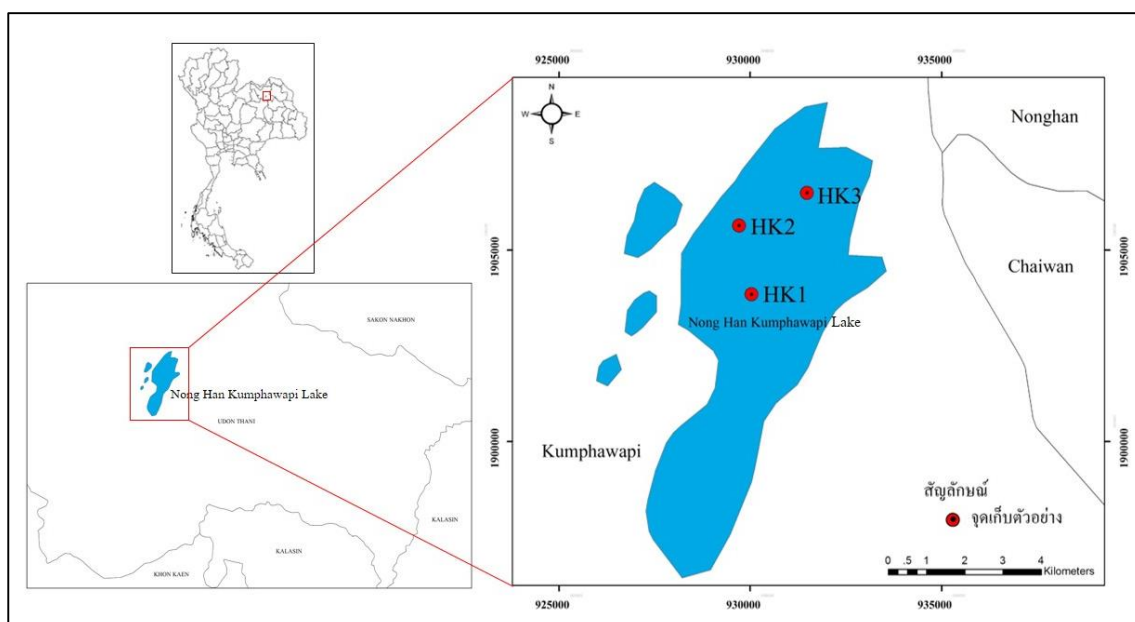 925000
930000
935000
N
W
E
S
Nonghan
HK3
HK2
1905000
1905000
Chaiwan
HK1
Nong Han Kumphawapi Lake
SAKON NAKHON
Nong Han Kumphawapi Lake
UDON THANI
1900000
1900000
Kumphawapi
สัญลักษณ์
จุดเก็บตัวอย่าง
KALASIN
KALASIN
KHON KAEN
0 .5 1 2 3 4
Kilometers
925000
930000
935000